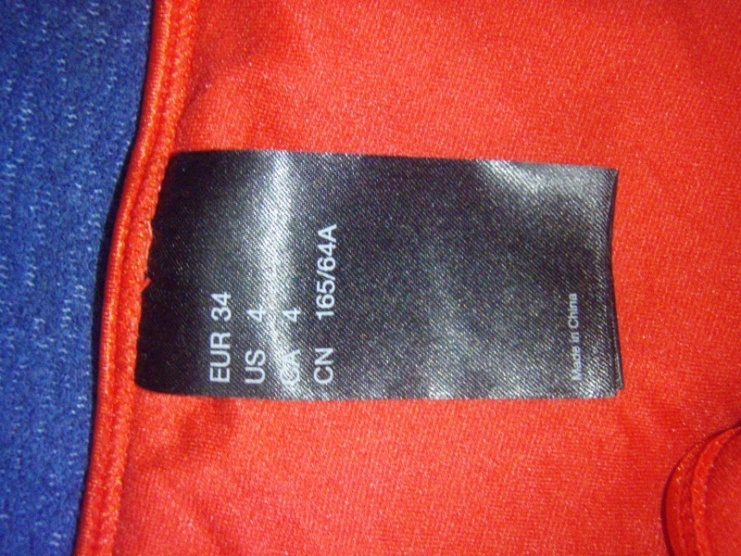 EUR 34
US 4
CA 4
CN 165/64A
Made in China